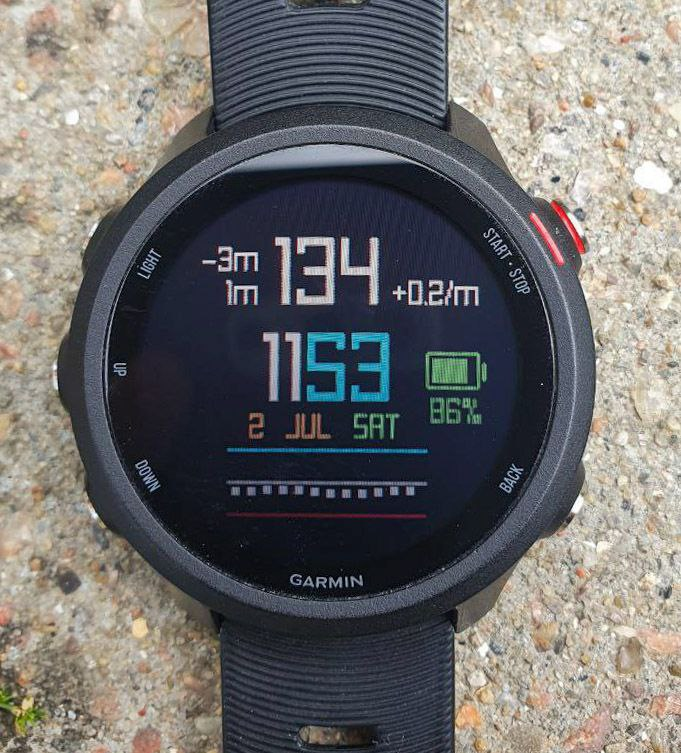 LIGHT
START · STOP
-3m 134
1m +0.2/m
1153
UP
86%
2 JUL SAT
DOWN
BACK
GARMIN